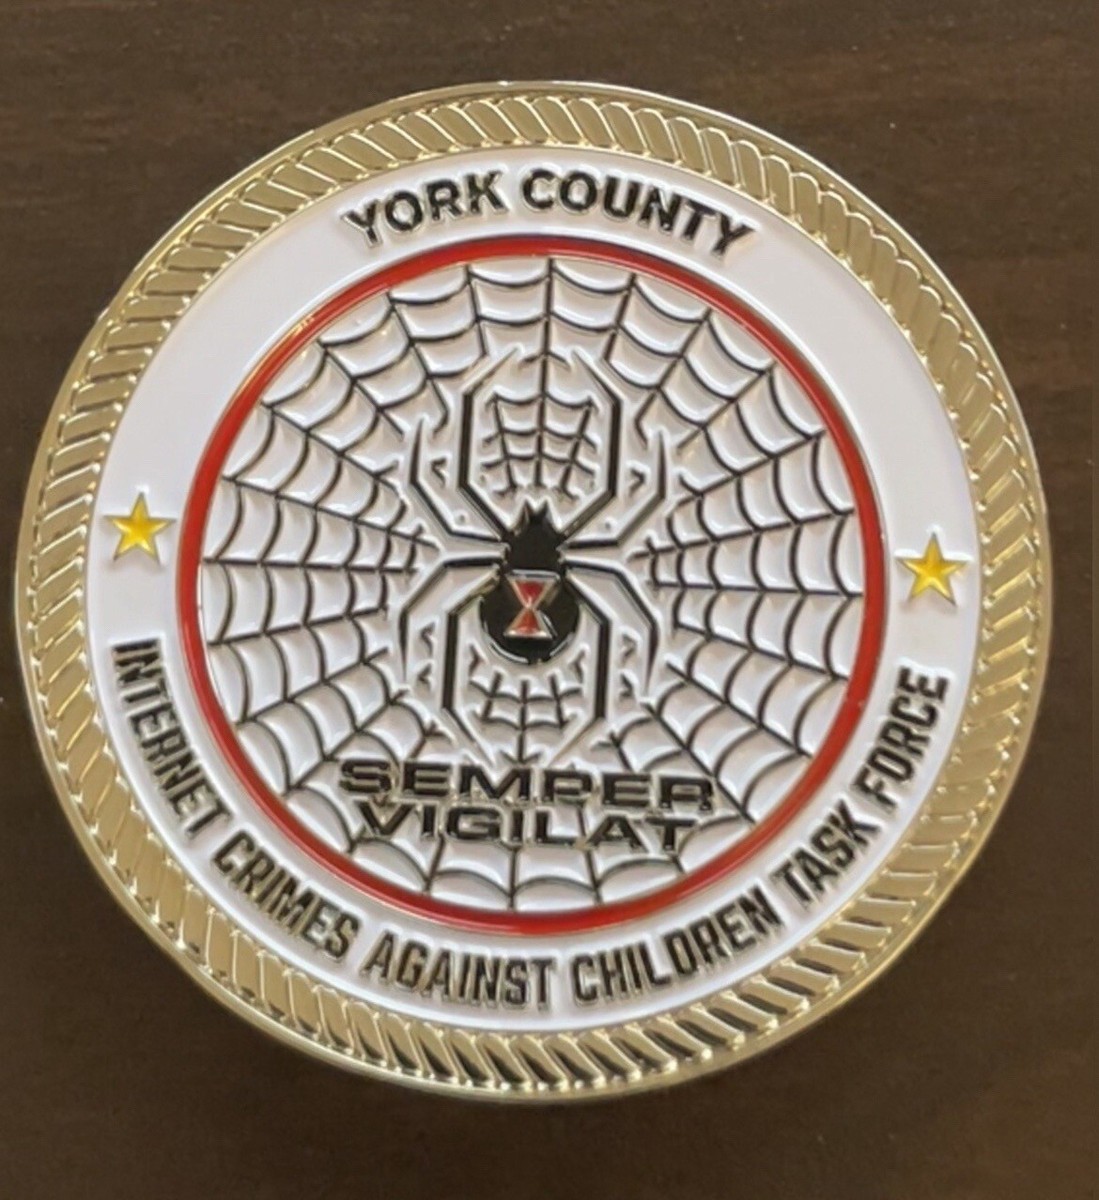 YORK COUNTY
SEMPER
VIGILAT
INTERNET CRIMES AGAINST CHILDREN TASK FORCE